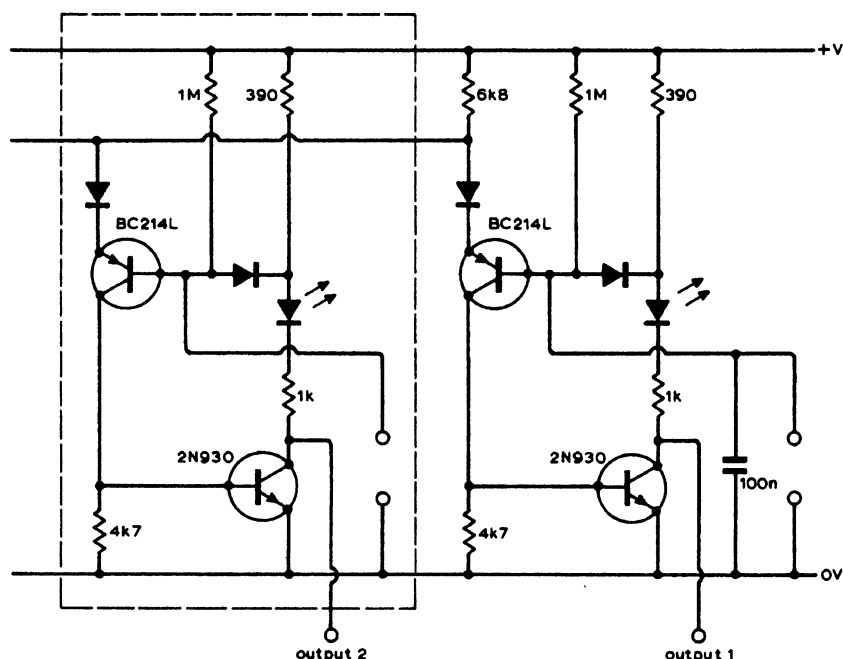 +V
1M
390
6k8
1M
390
BC214L
BC214L
1k
1k
2N930
2N930
100n
4k7
4k7
0V
output 2
output 1